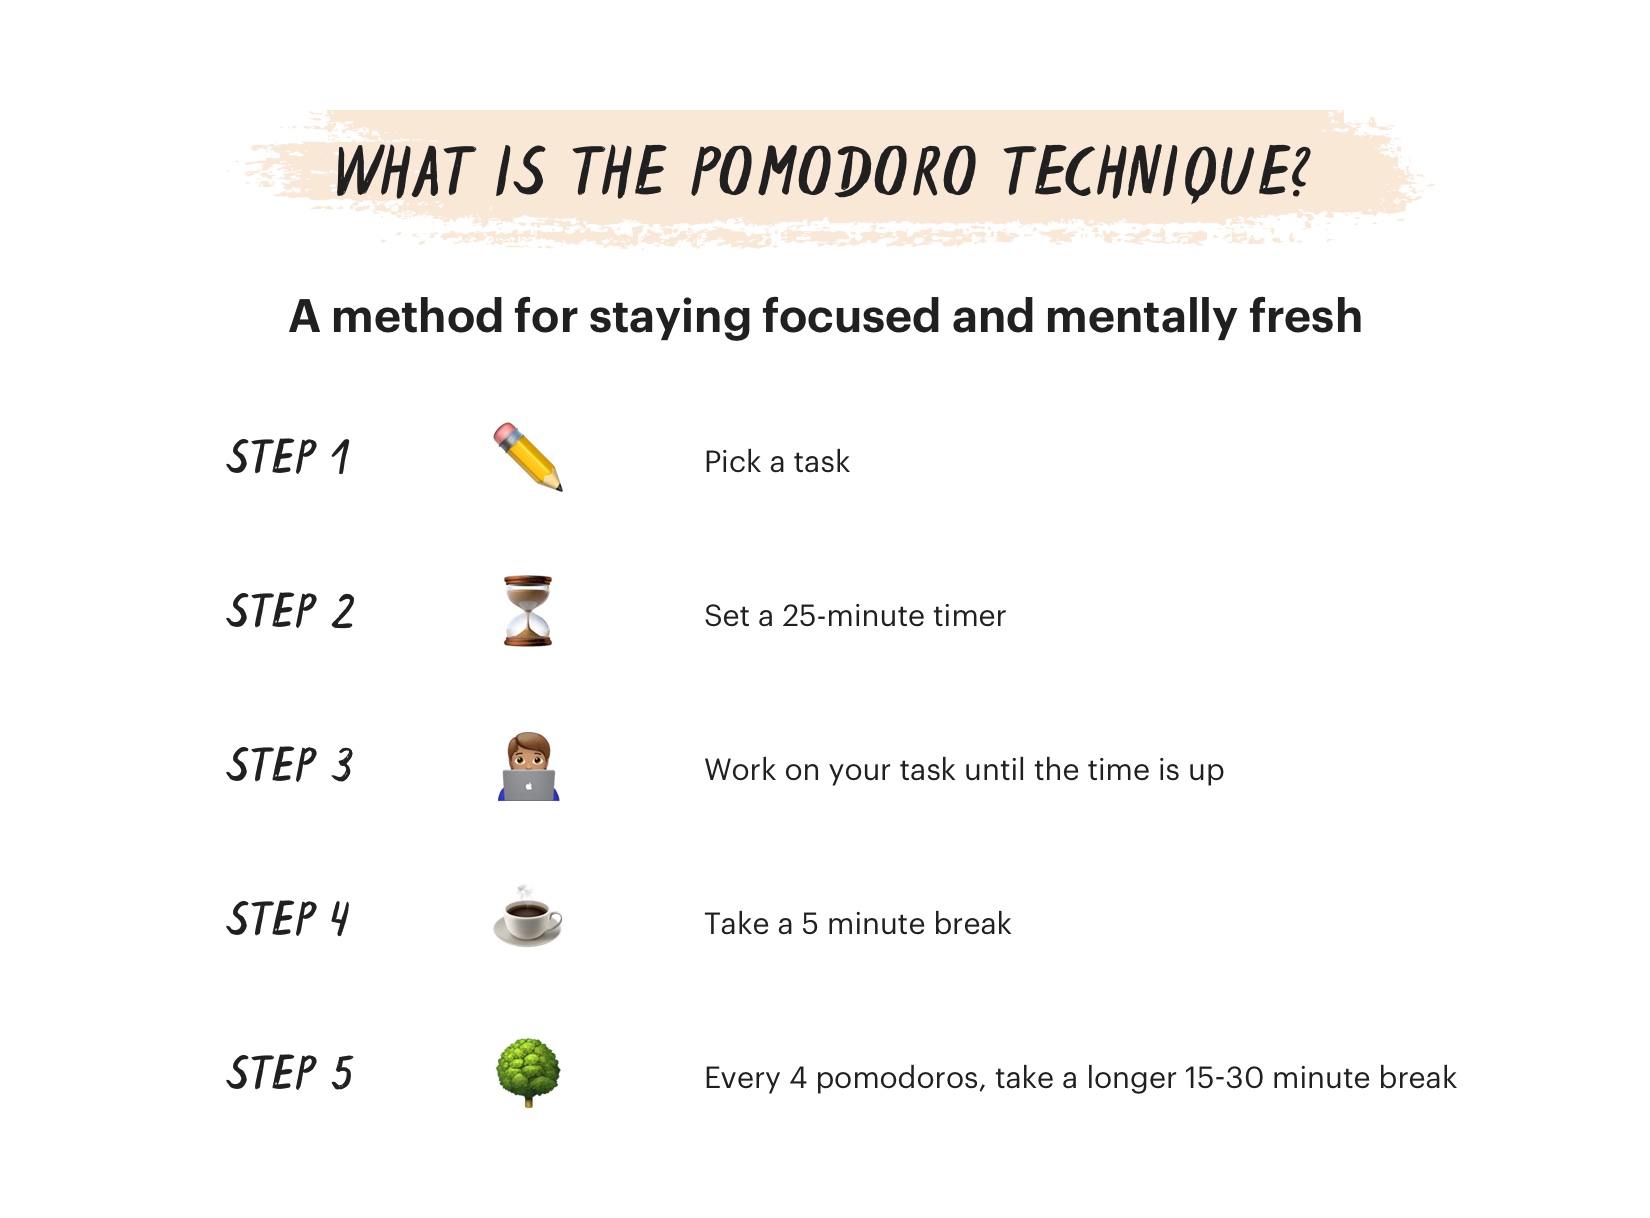 WHAT IS THE POMODORO TECHNIQUE?
A method for staying focused and mentally fresh
STEP 1 Pick a task
STEP 2 Set a 25-minute timer
STEP 3 Work on your task until the time is up
STEP 4 Take a 5 minute break
STEP 5 Every 4 pomodoros, take a longer 15-30 minute break